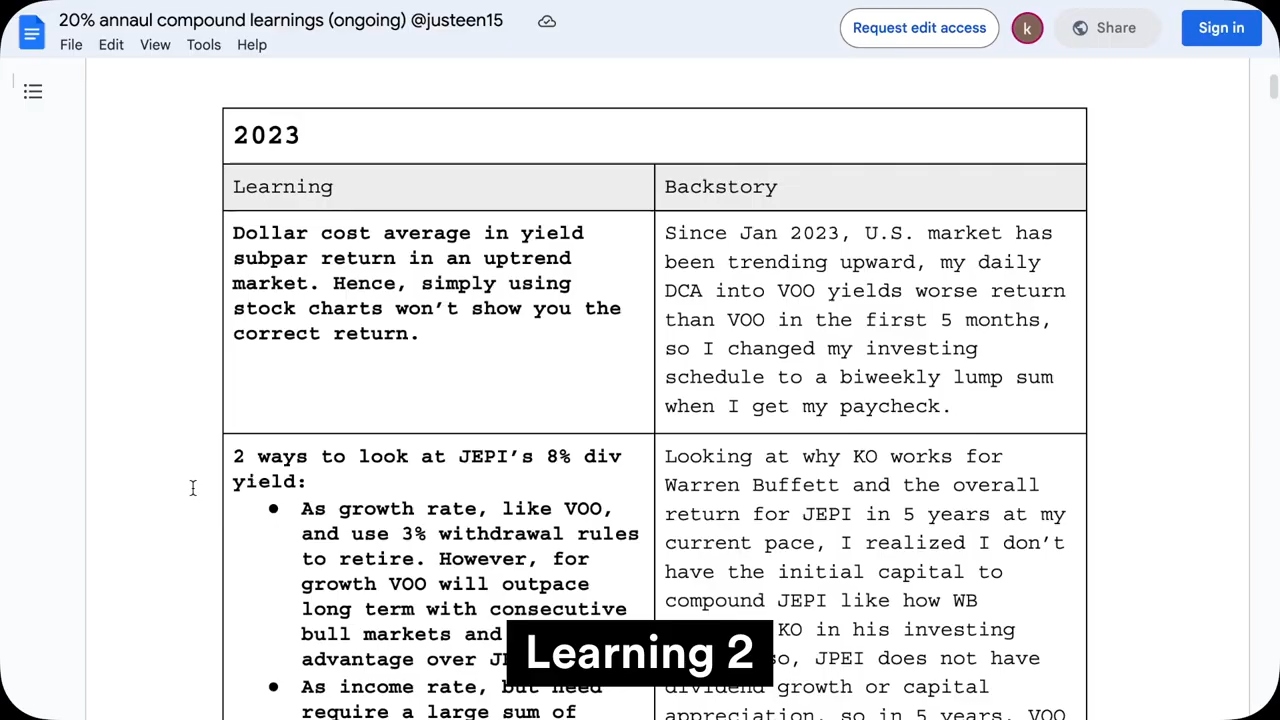 20% annaul compound learnings (ongoing) @justeen15
File Edit View Tools Help
Request edit access
k
Share
Sign in
2023
Learning
Backstory
Dollar cost average in yield
subpar return in an uptrend
market. Hence, simply using
stock charts won't show you the
correct return.
Since Jan 2023, U.S. market has
been trending upward, my daily
DCA into VOO yields worse return
than VOO in the first 5 months,
so I changed my investing
schedule to a biweekly lump sum
when I get my paycheck.
2 ways to look at JEPI's 8% div
yield:
● As growth rate, like VOO,
and use 3% withdrawal rules
to retire. However, for
growth VOO will outpace
long term with consecutive
bull markets and
advantage over
● As income rate, but need
require a large sum of
Looking at why KO works for
Warren Buffett and the overall
return for JEPI in 5 years at my
current pace, I realized I don't
have the initial capital to
compound JEPI like how WB
KO in his investing
so, JPEI does not have
dividend growth or capital
appreciation, so in 5 years, VOO
Learning 2